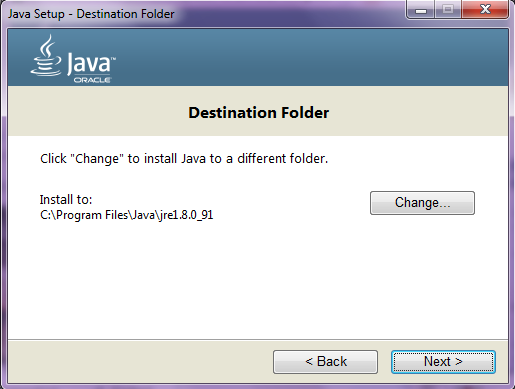 Java Setup - Destination Folder
Java™
ORACLE
Destination Folder
Click "Change" to install Java to a different folder.
Install to:
C:\Program Files\Java\jre1.8.0_91
Change...
< Back
Next >